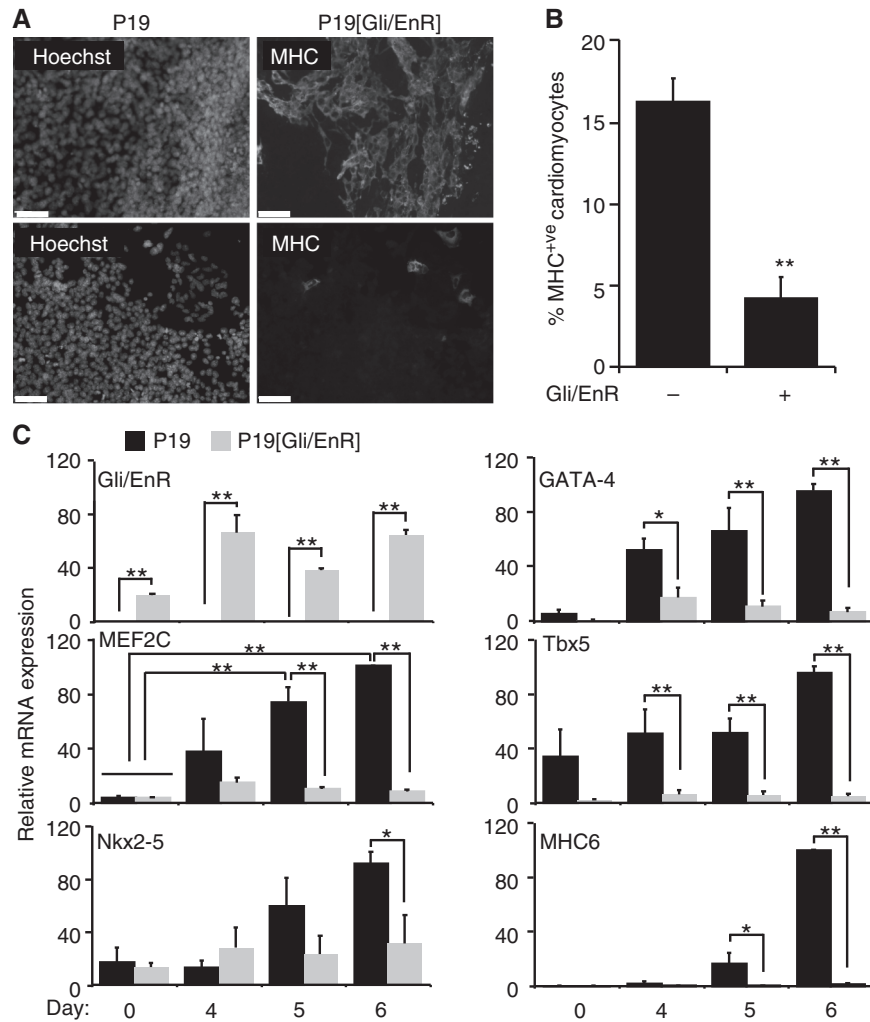 A
P19
P19[Gli/EnR]
Hoechst
MHC
Hoechst
MHC
B
20
15
10
5
0
% MHC+ve cardiomyocytes
**
Gli/EnR
−
+
C
P19
P19[Gli/EnR]
Relative mRNA expression
120
80
40
0
Gli/EnR
**
**
**
**
120
80
40
0
GATA-4
*
**
**
120
80
40
0
MEF2C
**
**
**
**
120
80
40
0
Tbx5
**
**
**
120
80
40
0
Nkx2-5
*
120
80
40
0
MHC6
*
**
Day:
0
4
5
6
0
4
5
6